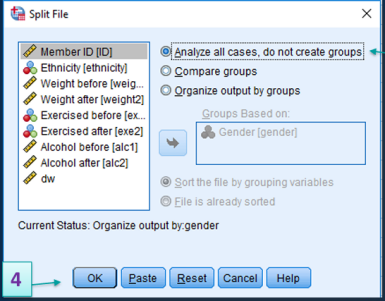 Split File
Member ID [ID]
Ethnicity [ethnicity]
Weight before [weig...
Weight after [weight2]
Exercised before [ex...
Exercised after [exe2]
Alcohol before [alc1]
Alcohol after [alc2]
dw
Analyze all cases, do not create groups
Compare groups
Organize output by groups
Groups Based on:
Gender [gender]
Sort the file by grouping variables
File is already sorted
Current Status: Organize output by:gender
4
OK Paste Reset Cancel Help